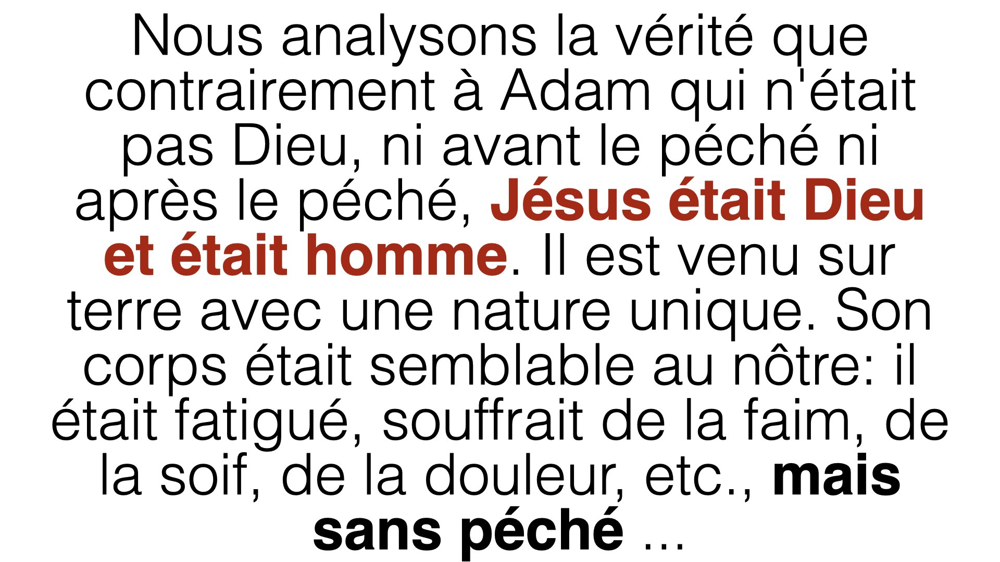 Nous analysons la vérité que
contrairement à Adam qui n'était
pas Dieu, ni avant le péché ni
après le péché, Jésus était Dieu
et était homme. Il est venu sur
terre avec une nature unique. Son
corps était semblable au nôtre: il
était fatigué, souffrait de la faim, de
la soif, de la douleur, etc., mais
sans péché ...